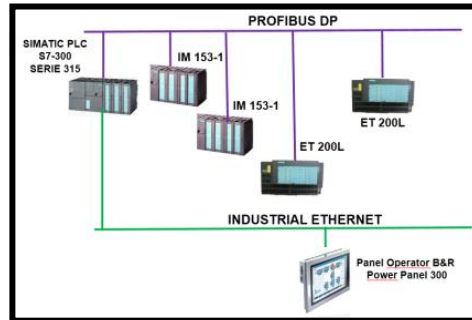 PROFIBUS DP
SIMATIC PLC
S7-300
SERIE 315
IM 153-1
IM 153-1
ET 200L
ET 200L
INDUSTRIAL ETHERNET
Panel Operator B&R
Power Panel 300